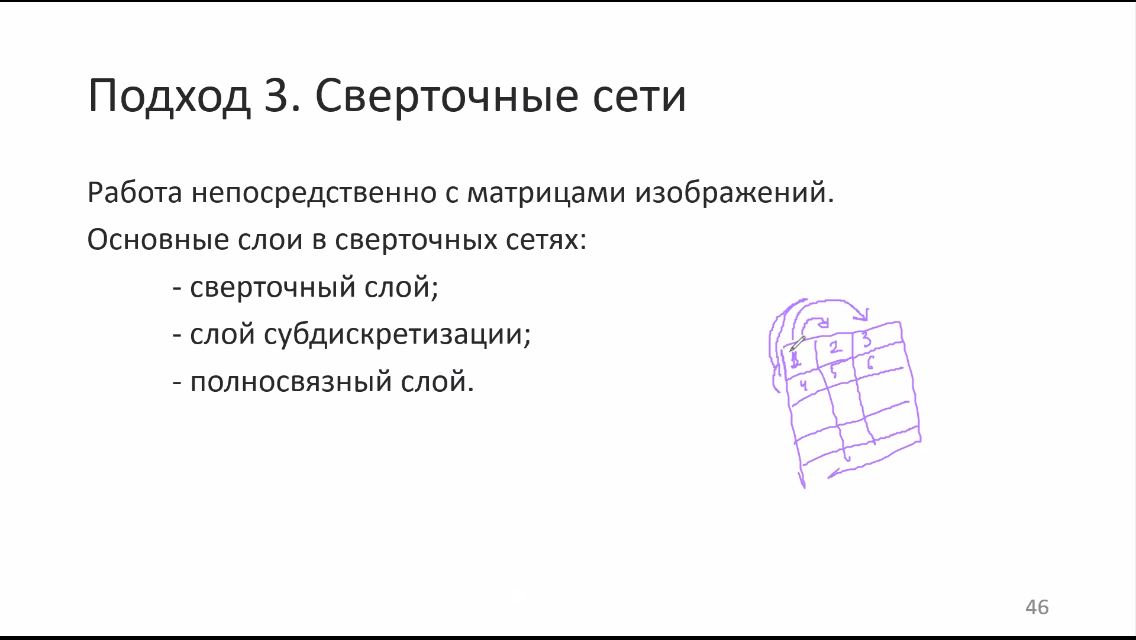 Подход 3. Сверточные сети
Работа непосредственно с матрицами изображений.
Основные слои в сверточных сетях:
- сверточный слой;
- слой субдискретизации;
- полносвязный слой.
1 2 3
4 5 6
46